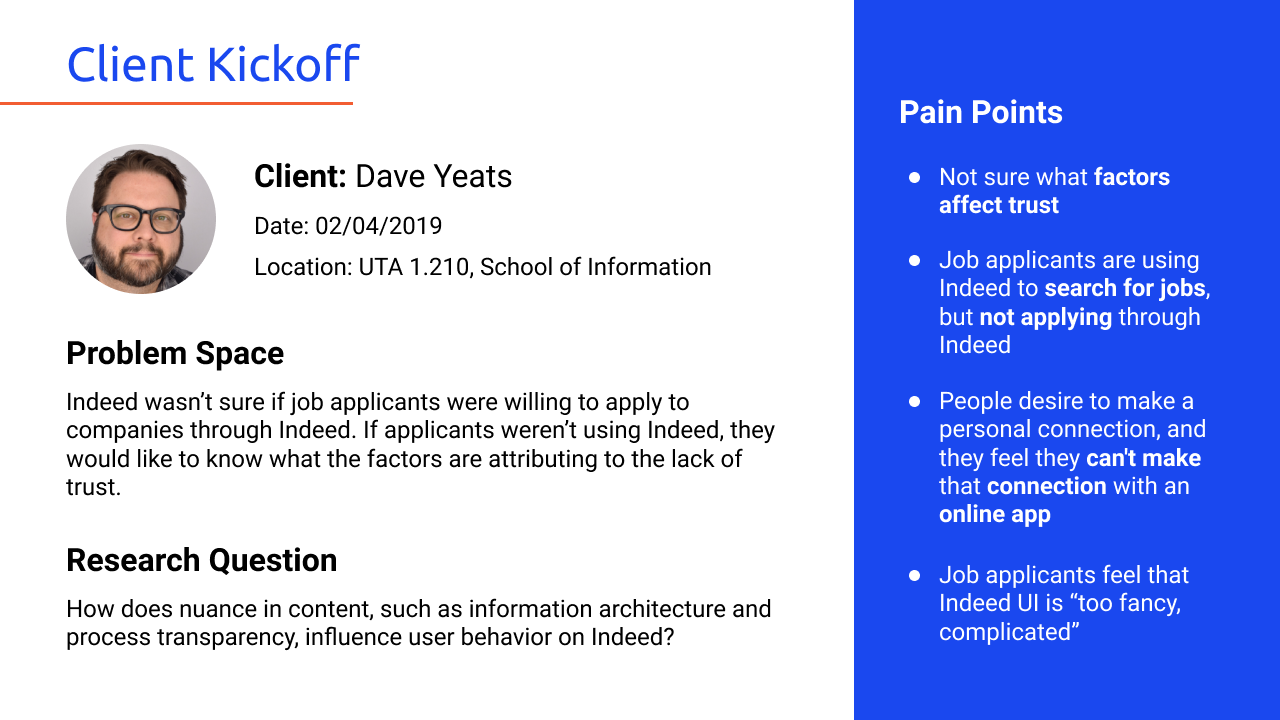 Client Kickoff
Client: Dave Yeats
Date: 02/04/2019
Location: UTA 1.210, School of Information
Problem Space
Indeed wasn’t sure if job applicants were willing to apply to
companies through Indeed. If applicants weren’t using Indeed, they
would like to know what the factors are attributing to the lack of
trust.
Research Question
How does nuance in content, such as information architecture and
process transparency, influence user behavior on Indeed?
Pain Points
● Not sure what factors
affect trust
● Job applicants are using
Indeed to search for jobs,
but not applying through
Indeed
● People desire to make a
personal connection, and
they feel they can't make
that connection with an
online app
● Job applicants feel that
Indeed UI is “too fancy,
complicated”